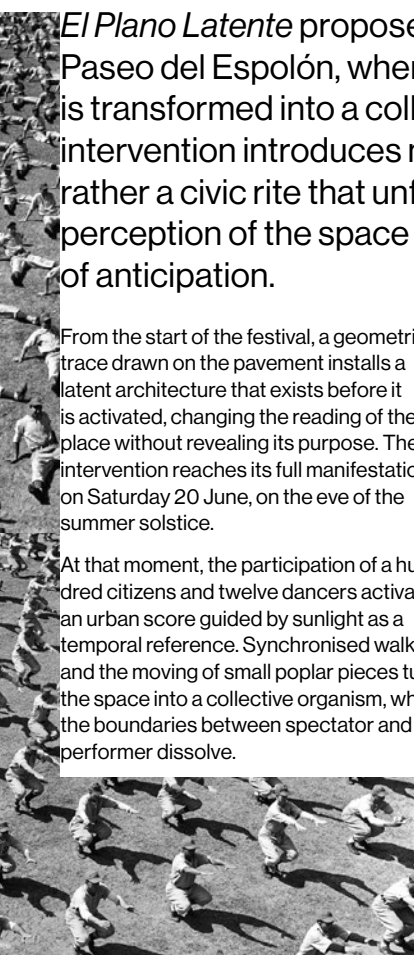 El Plano Latente propose
Paseo del Espolón, wher
is transformed into a coll
intervention introduces
rather a civic rite that unf
perception of the space
of anticipation.
From the start of the festival, a geometri
trace drawn on the pavement installs a
latent architecture that exists before it
is activated, changing the reading of the
place without revealing its purpose. The
intervention reaches its full manifestatio
on Saturday 20 June, on the eve of the
summer solstice.
At that moment, the participation of a hu
dred citizens and twelve dancers activa
an urban score guided by sunlight as a
temporal reference. Synchronised walk
and the moving of small poplar pieces tu
the space into a collective organism, wh
the boundaries between spectator and
performer dissolve.